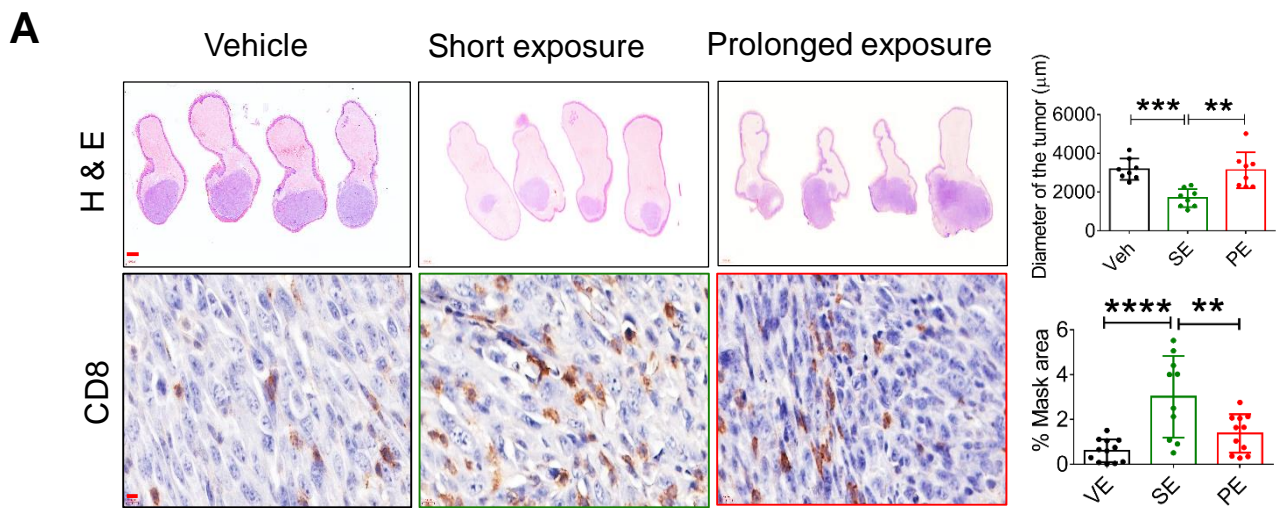 A
Vehicle
Short exposure
Prolonged exposure
H & E
CD8
*** **
Diameter of the tumor (μm)
6000
4000
2000
0
Veh SE PE
**** **
% Mask area
6
4
2
0
VE SE PE